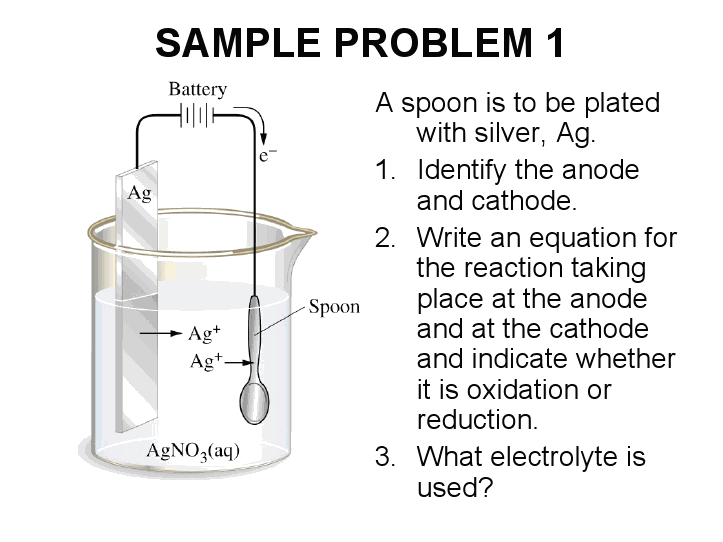 SAMPLE PROBLEM 1
Battery
e⁻
Ag
Spoon
Ag⁺
Ag⁺
AgNO₃(aq)
A spoon is to be plated
with silver, Ag.
1. Identify the anode
and cathode.
2. Write an equation for
the reaction taking
place at the anode
and at the cathode
and indicate whether
it is oxidation or
reduction.
3. What electrolyte is
used?